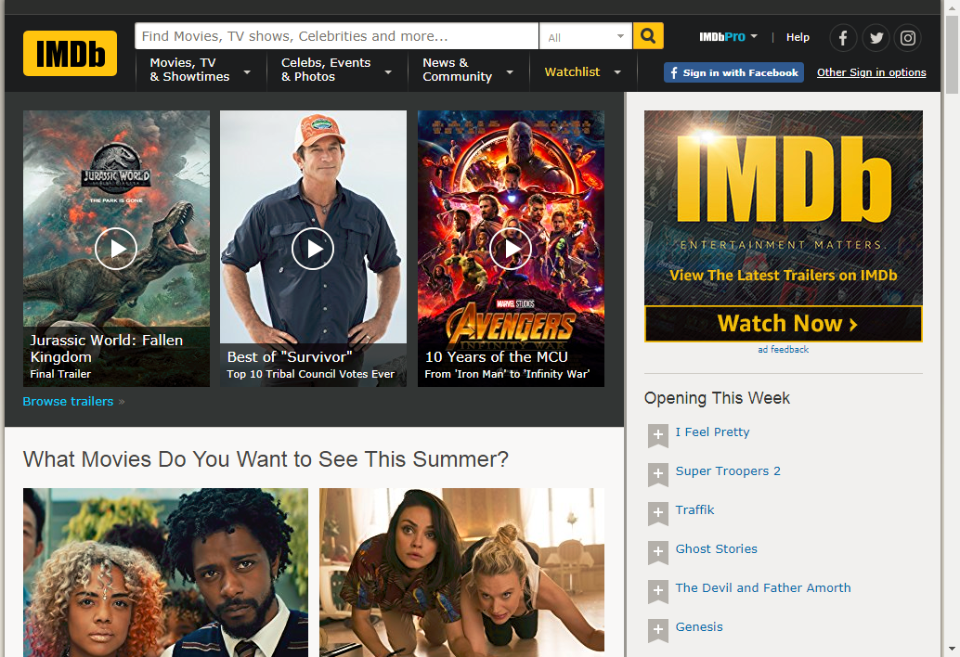 IMDb
Find Movies, TV shows, Celebrities and more...
All
IMDbPro
|
Help
Movies, TV
& Showtimes
Celebs, Events
& Photos
News &
Community
Watchlist
Sign in with Facebook
Other Sign in options
JURASSIC WORLD
THE PARK IS GONE
Jurassic World: Fallen
Kingdom
Final Trailer
Best of "Survivor"
Top 10 Tribal Council Votes Ever
MARVEL STUDIOS
AVENGERS
INFINITY WAR
10 Years of the MCU
From 'Iron Man' to 'Infinity War'
Browse trailers »
IMDb
ENTERTAINMENT MATTERS.
View The Latest Trailers on IMDb
Watch Now ›
ad feedback
Opening This Week
I Feel Pretty
Super Troopers 2
Traffik
Ghost Stories
The Devil and Father Amorth
Genesis
What Movies Do You Want to See This Summer?